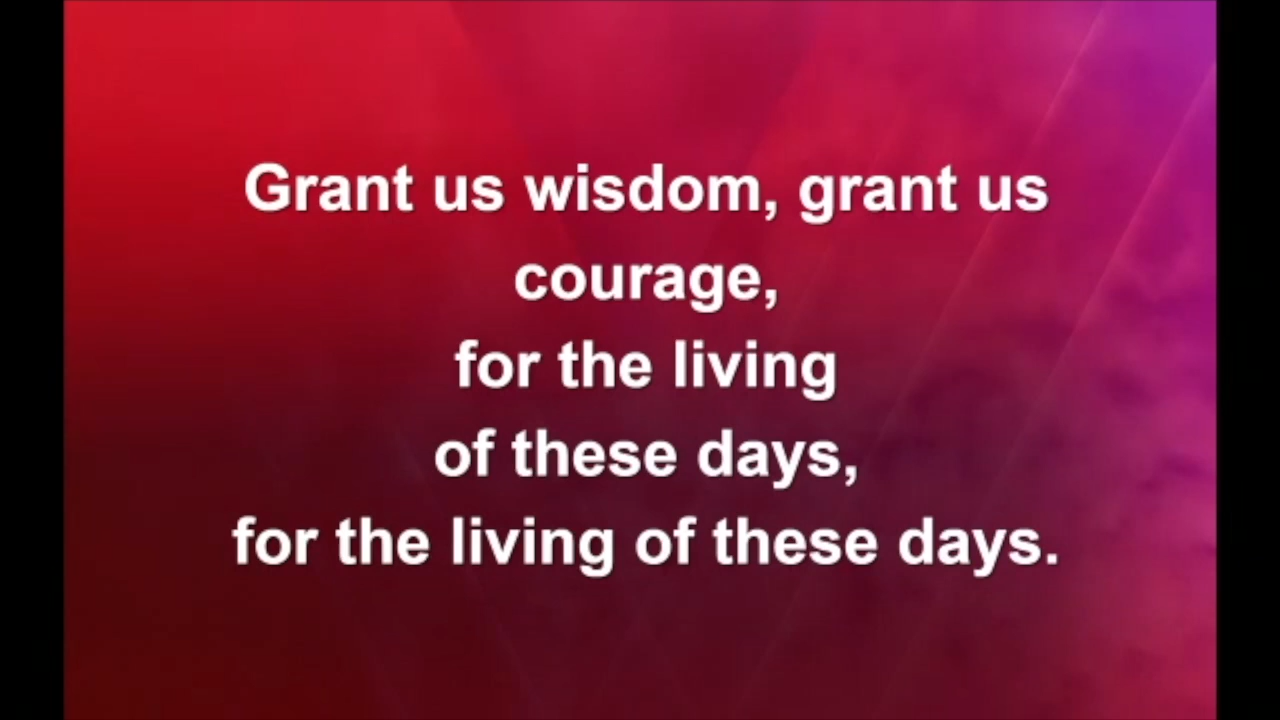 Grant us wisdom, grant us
courage,
for the living
of these days,
for the living of these days.